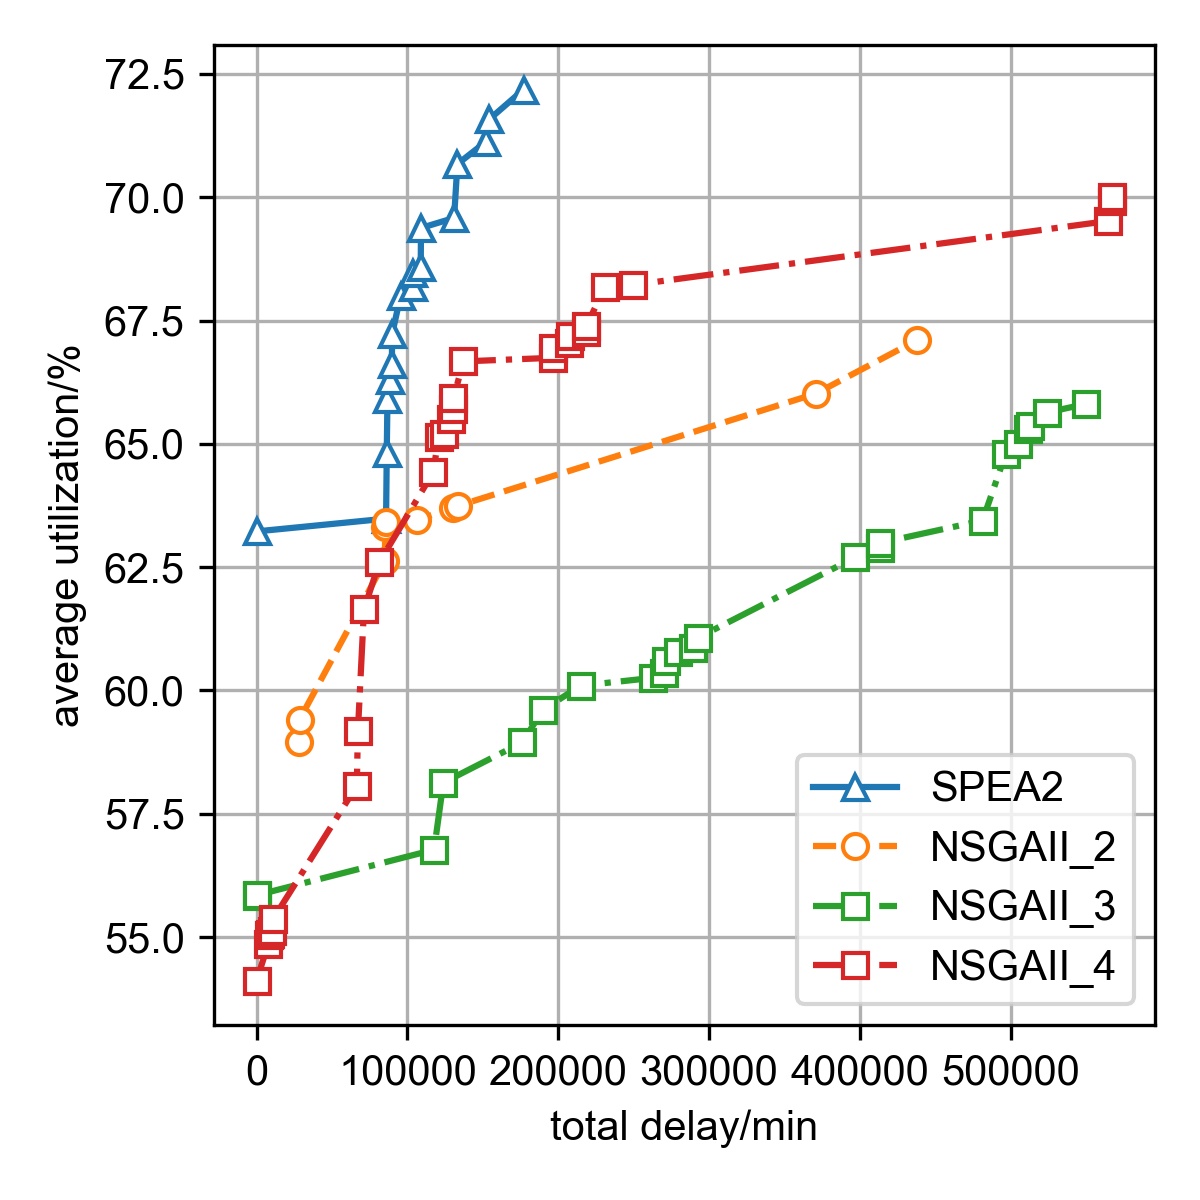 72.5
70.0
67.5
65.0
62.5
60.0
57.5
55.0
average utilization/%
SPEA2
NSGAII_2
NSGAII_3
NSGAII_4
0 100000 200000 300000 400000 500000
total delay/min